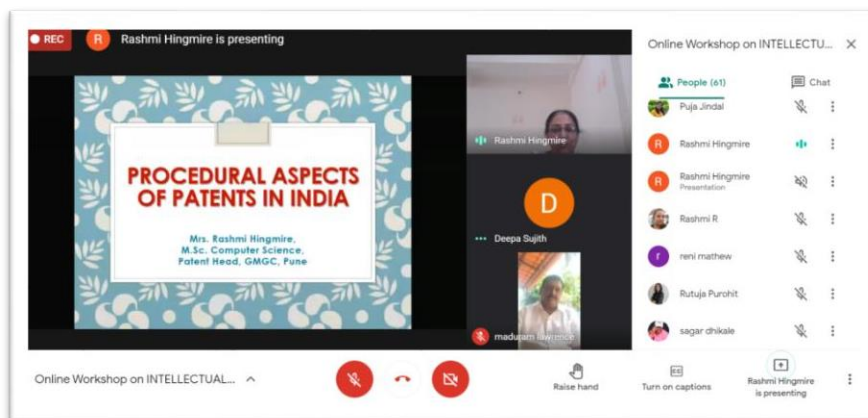 REC
R
Rashmi Hingmire is presenting
PROCEDURAL ASPECTS
OF PATENTS IN INDIA
Mrs. Rashmi Hingmire,
M.Sc. Computer Science,
Patent Head, GMGC, Pune
Rashmi Hingmire
D
Deepa Sujith
maduram lawrence
Online Workshop on INTELLECTU...
People (61)
Chat
Puja Jindal
R
Rashmi Hingmire
R
Rashmi Hingmire
Presentation
Rashmi R
r
reni mathew
Rutuja Purohit
sagar dhikale
Online Workshop on INTELLECTUAL...
Raise hand
Turn on captions
Rashmi Hingmire
is presenting